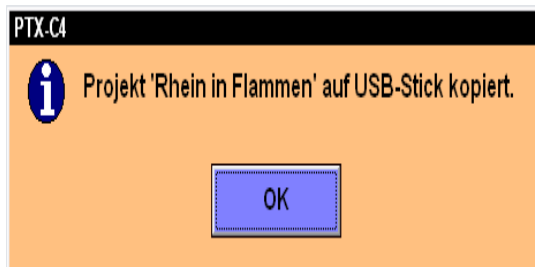 PTX-C4
Projekt 'Rhein in Flammen' auf USB-Stick kopiert.
OK